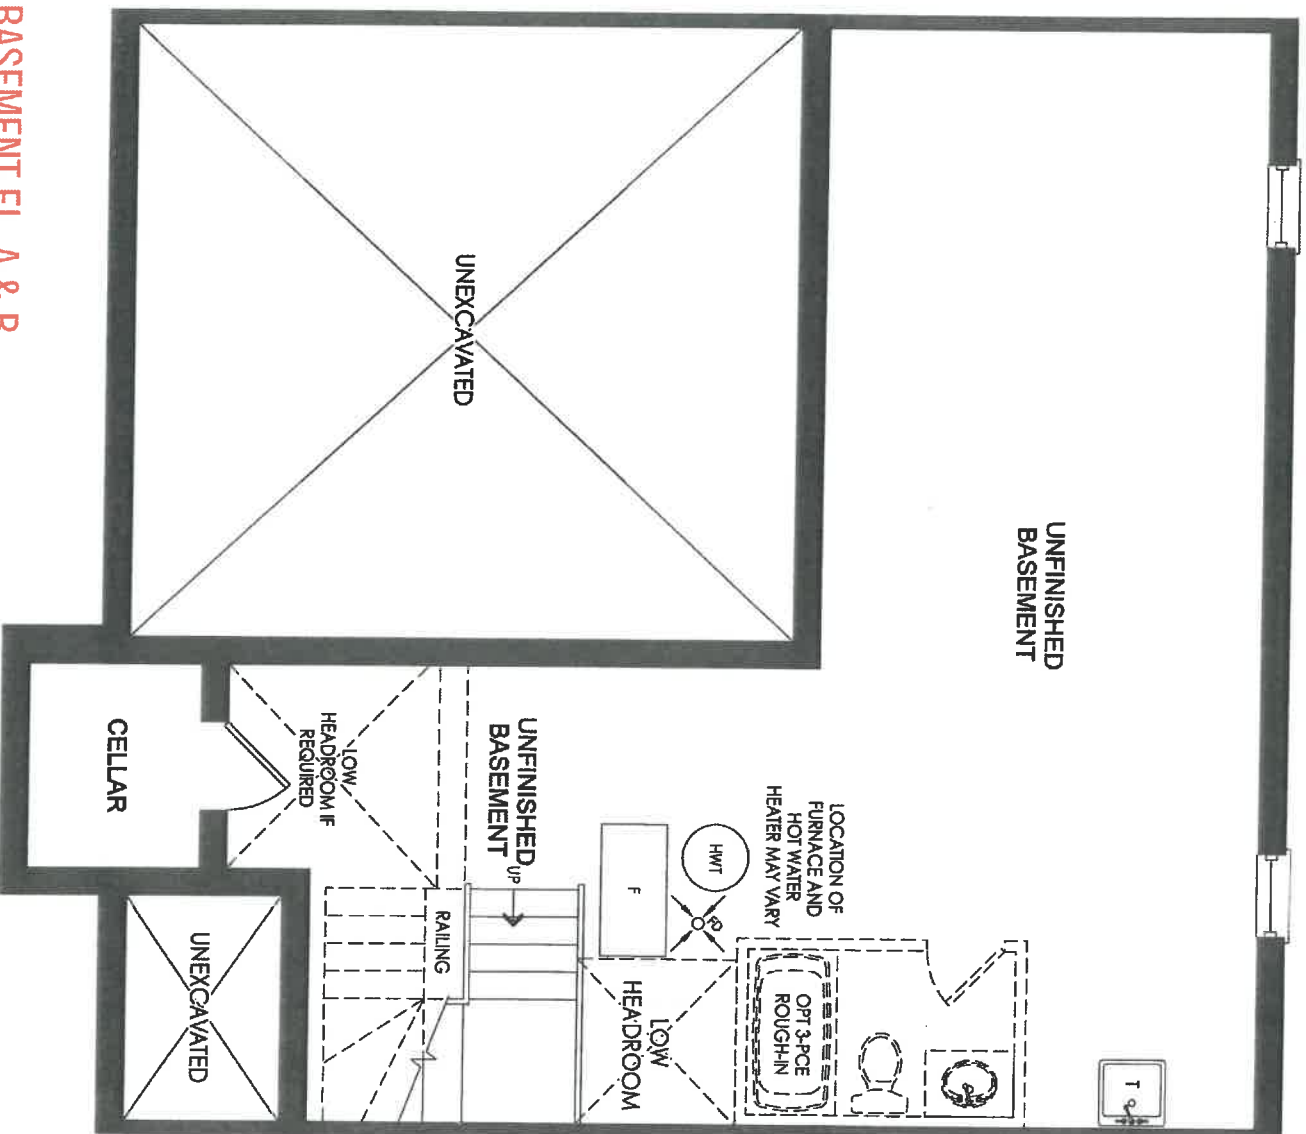 BASEMENT EL. A & B
UNFINISHED
BASEMENT
UNEXCAVATED
LOCATION OF
FURNACE AND
HOT WATER
HEATER MAY VARY
HWT
FD
F
T
OPT 3-PCE
ROUGH-IN
LOW
HEADROOM
UNFINISHED
BASEMENT
UP
RAILING
LOW
HEADROOM IF
REQUIRED
CELLAR
UNEXCAVATED